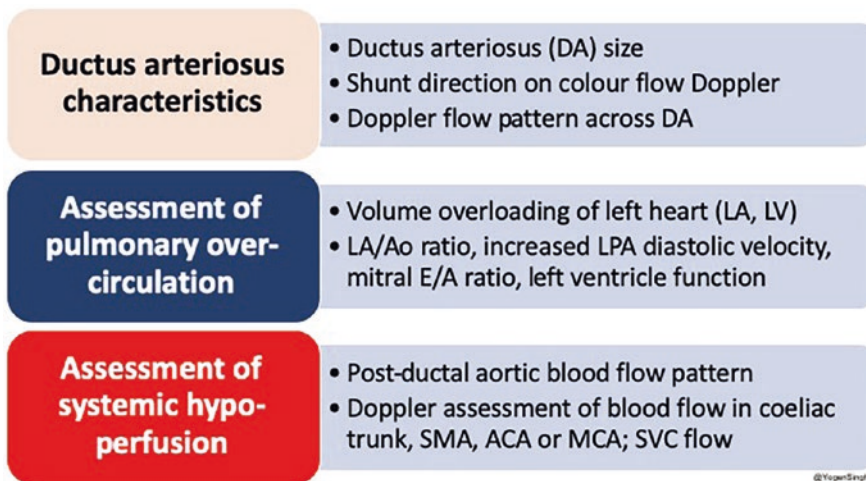 Ductus arteriosus
characteristics
• Ductus arteriosus (DA) size
• Shunt direction on colour flow Doppler
• Doppler flow pattern across DA
Assessment of
pulmonary over-
circulation
• Volume overloading of left heart (LA, LV)
• LA/Ao ratio, increased LPA diastolic velocity,
mitral E/A ratio, left ventricle function
Assessment of
systemic hypo-
perfusion
• Post-ductal aortic blood flow pattern
• Doppler assessment of blood flow in coeliac
trunk, SMA, ACA or MCA; SVC flow